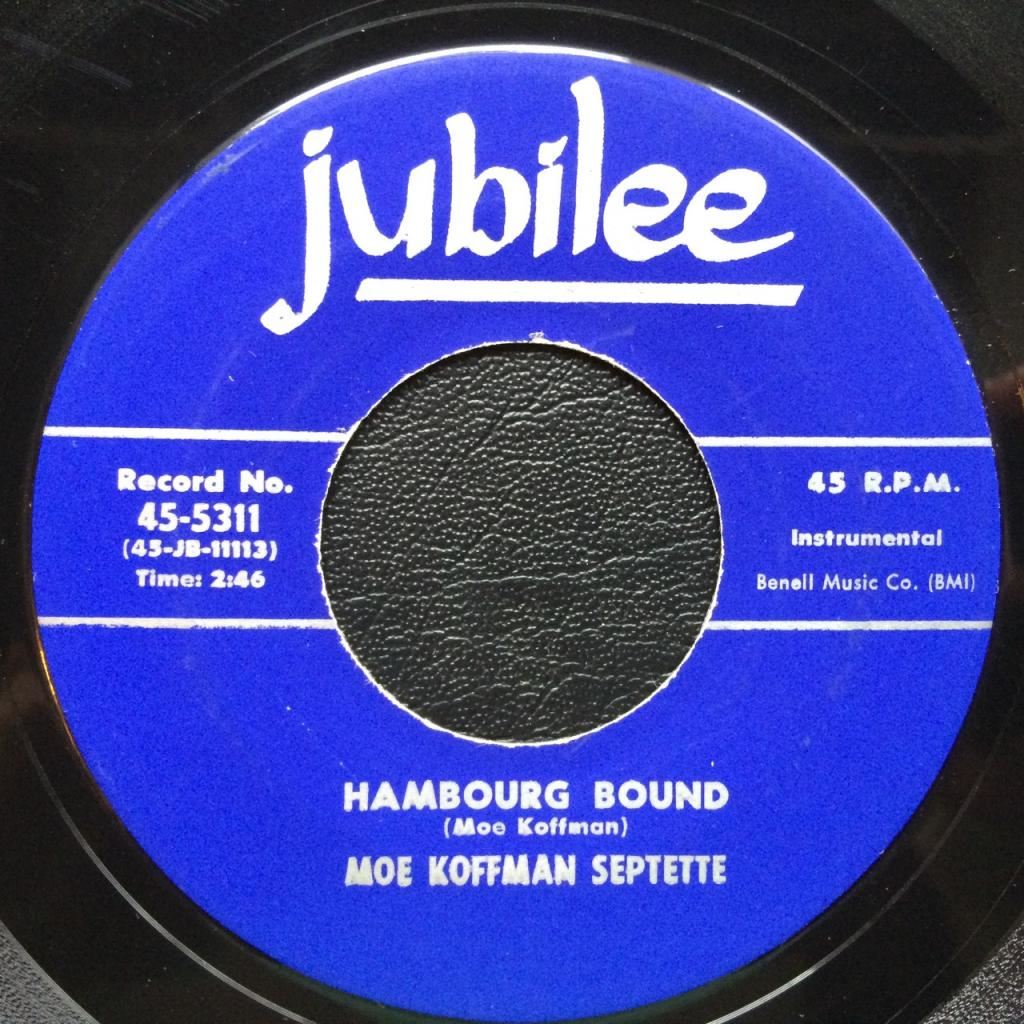 jubilee
Record No.
45-5311
(45-JB-11113)
Time: 2:46
45 R.P.M.
Instrumental
Benell Music Co. (BMI)
HAMBOURG BOUND
(Moe Koffman)
MOE KOFFMAN SEPTETTE